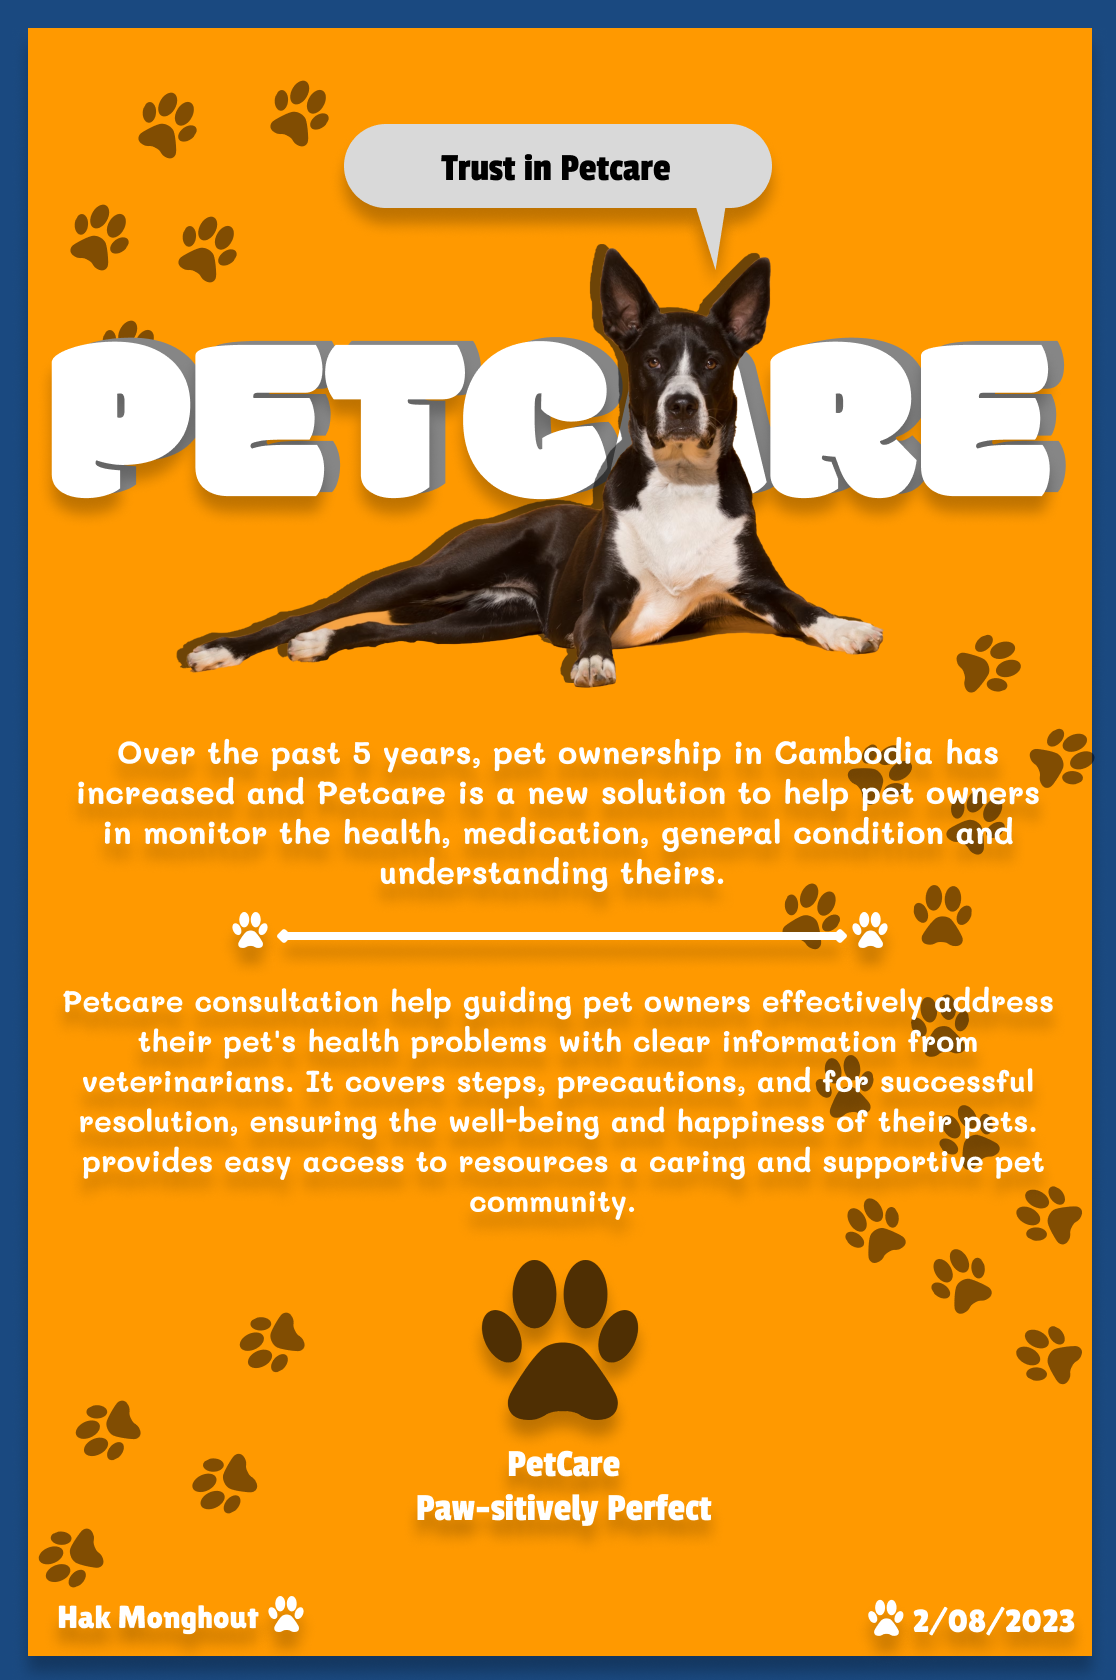 Trust in Petcare
PETCARE
Over the past 5 years, pet ownership in Cambodia has
increased and Petcare is a new solution to help pet owners
in monitor the health, medication, general condition and
understanding theirs.
Petcare consultation help guiding pet owners effectively address
their pet's health problems with clear information from
veterinarians. It covers steps, precautions, and for successful
resolution, ensuring the well-being and happiness of their pets.
provides easy access to resources a caring and supportive pet
community.
PetCare
Paw-sitively Perfect
Hak Monghout
2/08/2023